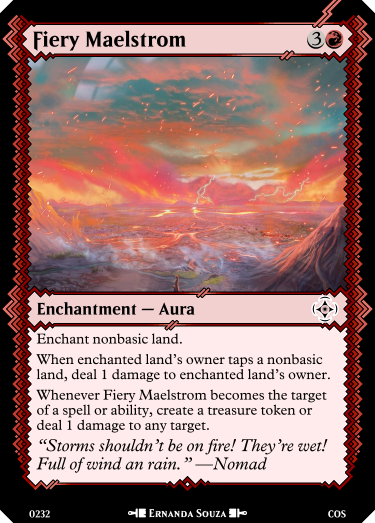 Fiery Maelstrom 3
Enchantment — Aura
Enchant nonbasic land.
When enchanted land's owner taps a nonbasic
land, deal 1 damage to enchanted land's owner.
Whenever Fiery Maelstrom becomes the target
of a spell or ability, create a treasure token or
deal 1 damage to any target.
“Storms shouldn't be on fire! They're wet!
Full of wind an rain.” —Nomad
0232 Ernanda Souza COS